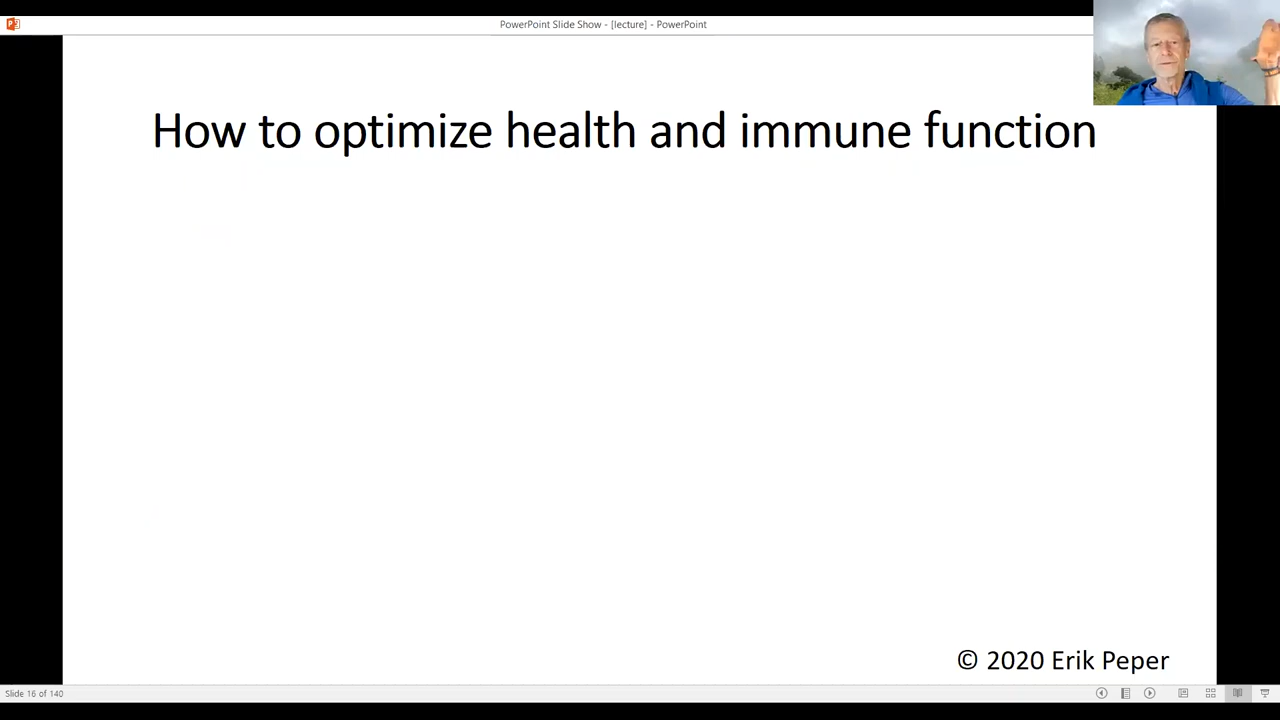 PowerPoint Slide Show - [lecture] - PowerPoint
How to optimize health and immune function
© 2020 Erik Peper
Slide 16 of 140